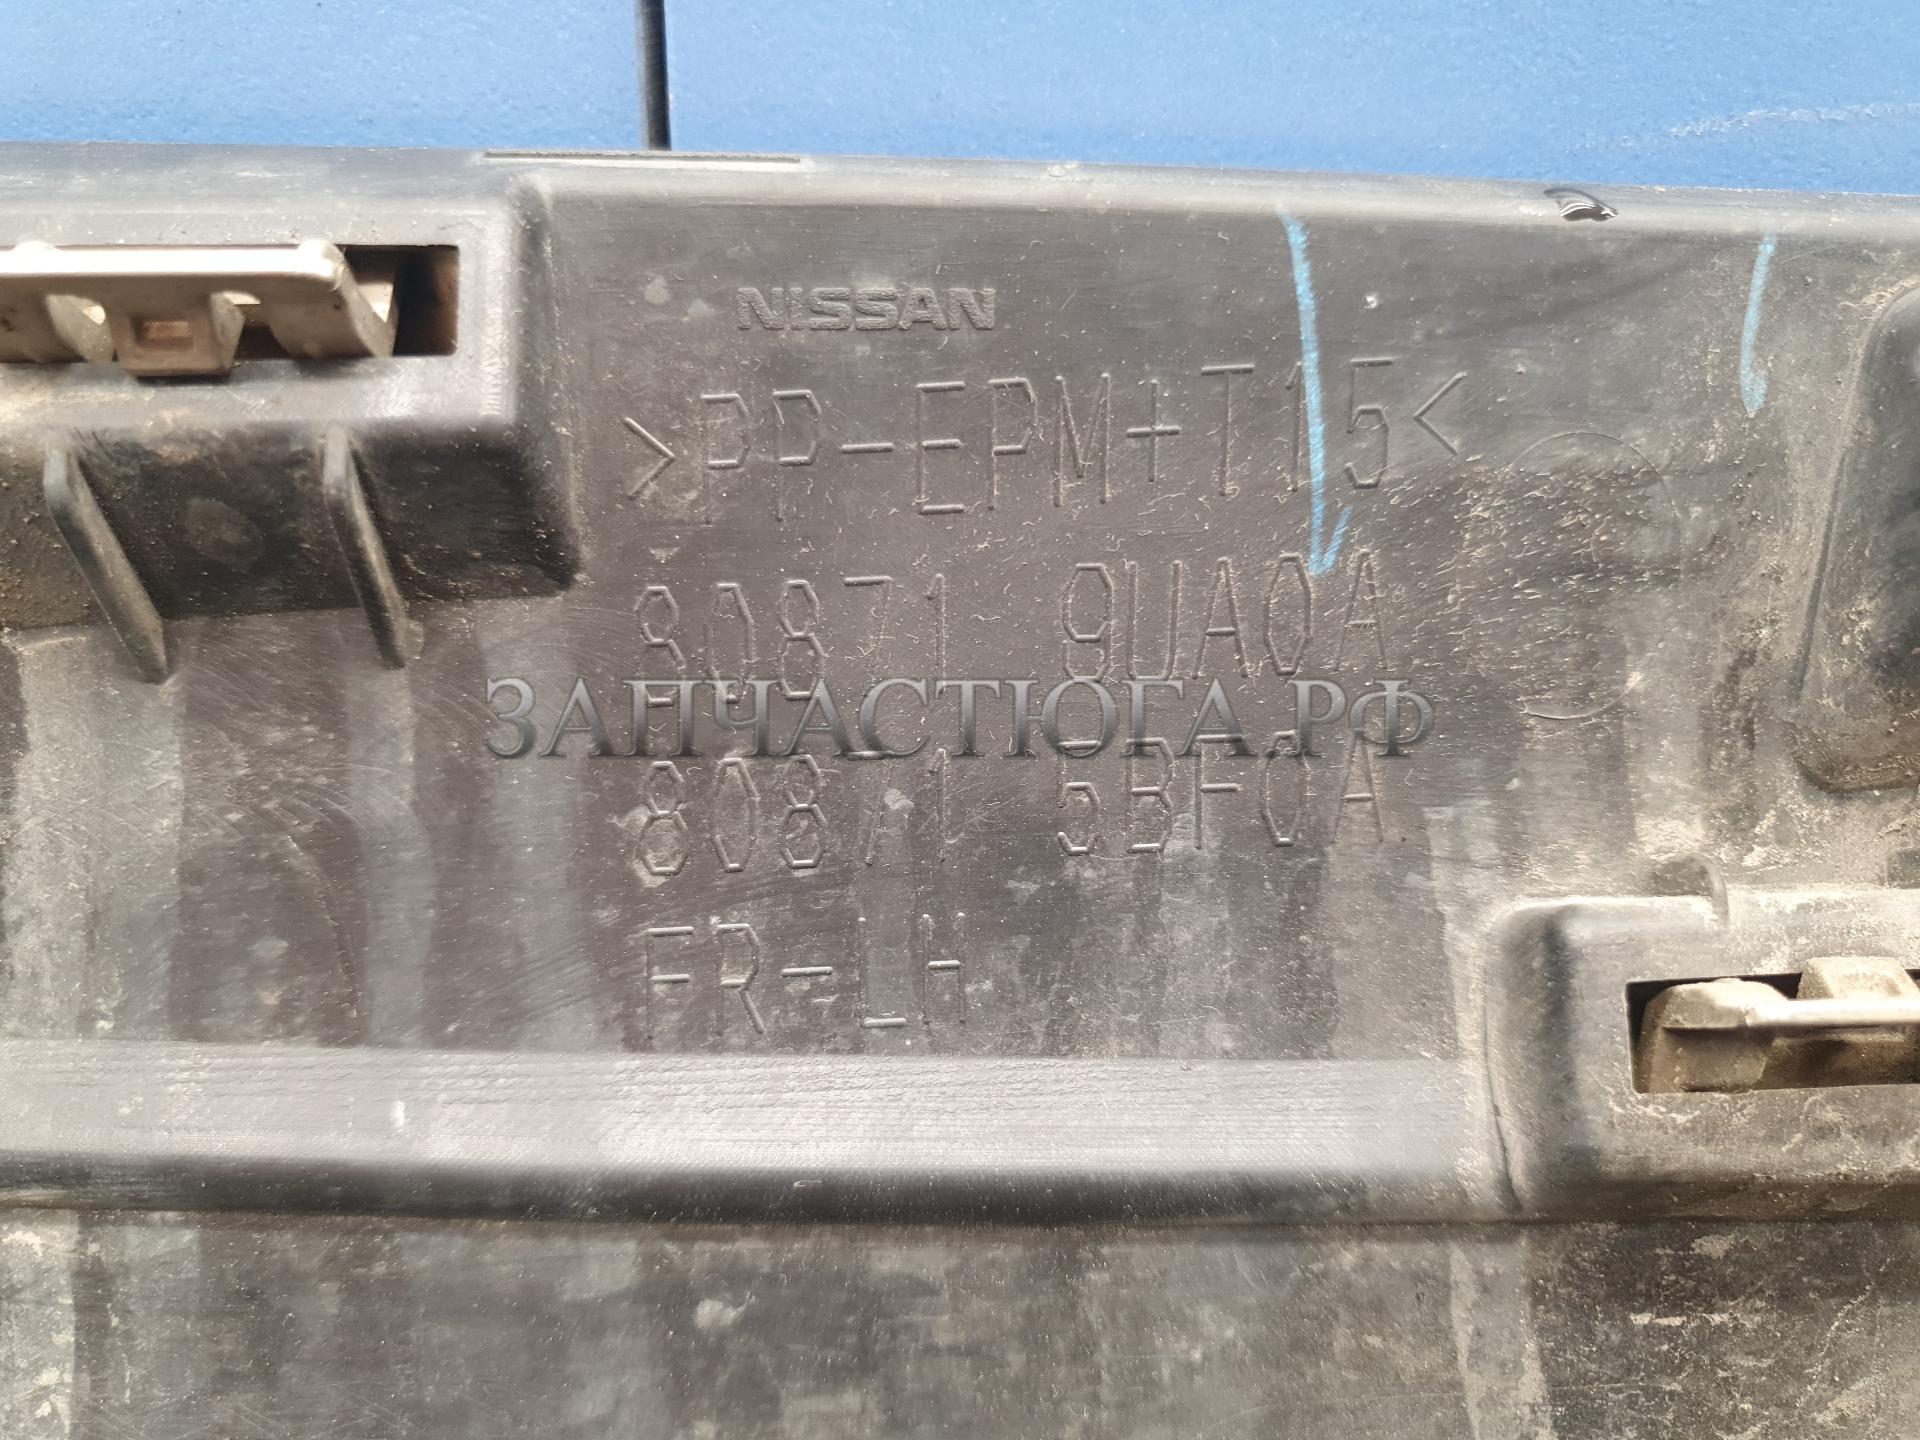 NISSAN
>PP-EPM+T15<
80871 9UA0A
ЗАПЧАСТЮГА.РФ
80871 5BF0A
FR-LH